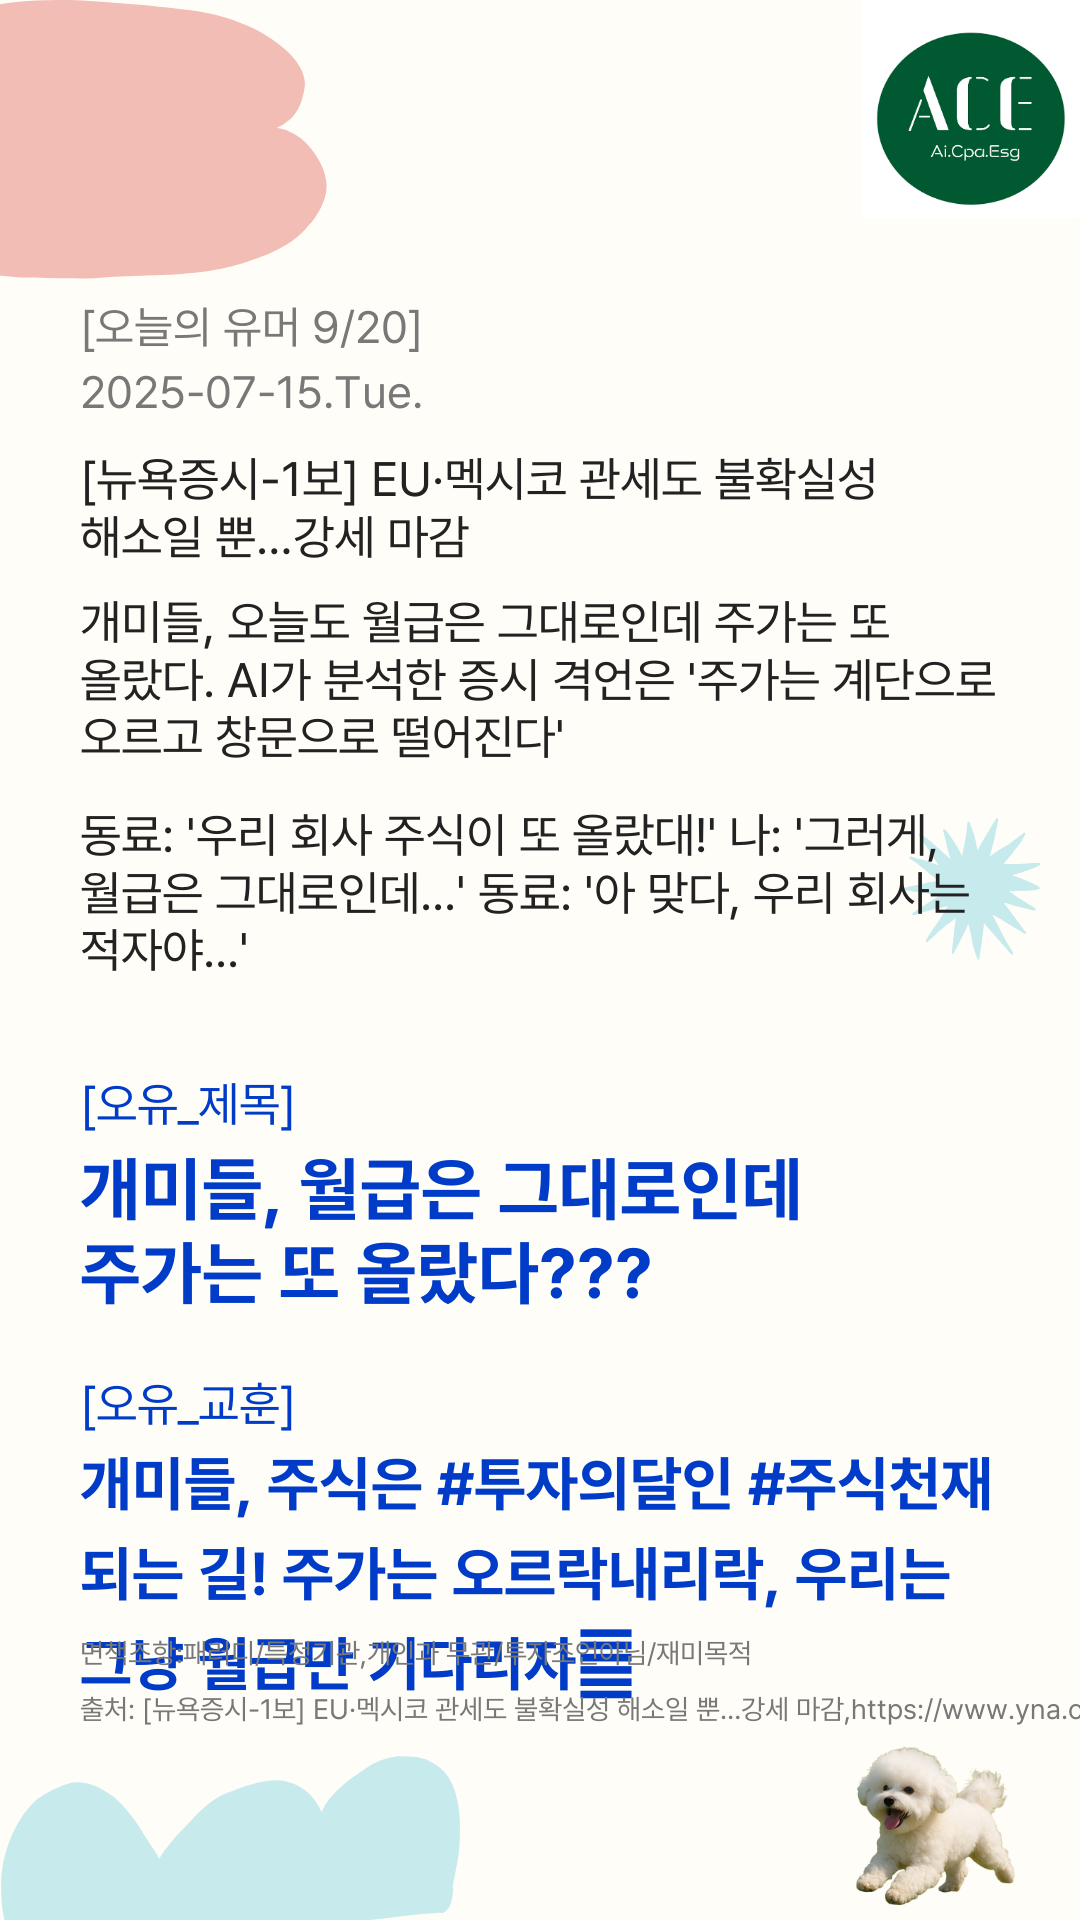 ACE
Ai.Cpa.Esg
[오늘의 유머 9/20]
2025-07-15.Tue.
[뉴욕증시-1보] EU·멕시코 관세도 불확실성
해소일 뿐...강세 마감
개미들, 오늘도 월급은 그대로인데 주가는 또
올랐다. AI가 분석한 증시 격언은 '주가는 계단으로
오르고 창문으로 떨어진다'
동료: '우리 회사 주식이 또 올랐대!' 나: '그러게,
월급은 그대로인데...' 동료: '아 맞다, 우리 회사는
적자야...'
[오유_제목]
개미들, 월급은 그대로인데
주가는 또 올랐다???
[오유_교훈]
개미들, 주식은 #투자의달인 #주식천재
되는 길! 주가는 오르락내리락, 우리는
그냥 월급만 기다리자
면책조항:패러디/특정기관,개인과 무관/투자조언아님/재미목적
출처: [뉴욕증시-1보] EU·멕시코 관세도 불확실성 해소일 뿐...강세 마감,https://www.yna.c